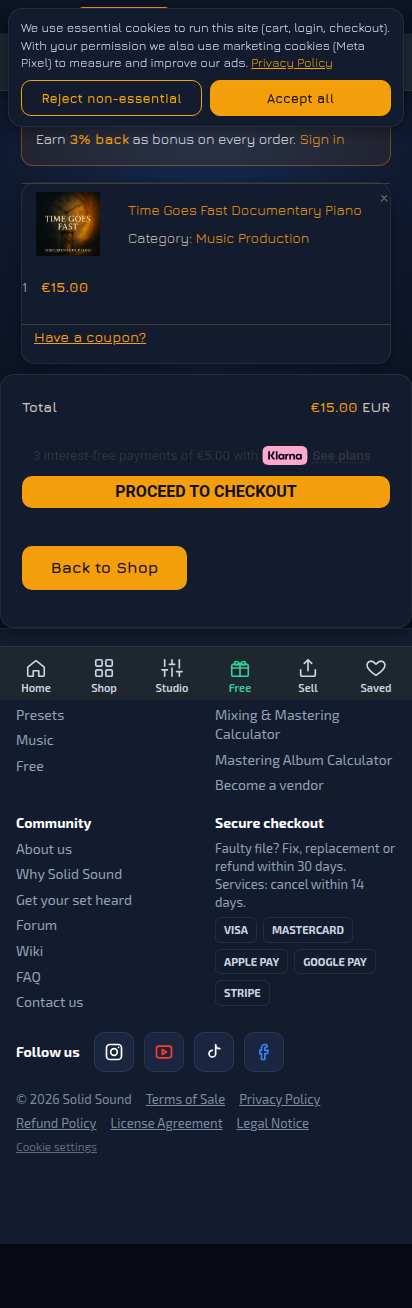 We use essential cookies to run this site (cart, login, checkout).
With your permission we also use marketing cookies (Meta
Pixel) to measure and improve our ads. Privacy Policy
Reject non-essential
Accept all
Earn 3% back as bonus on every order. Sign in
TIME GOES
FAST
Time Goes Fast Documentary Piano
×
Category: Music Production
1 €15.00
Have a coupon?
Total
€15.00 EUR
3 interest-free payments of €5.00 with Klarna See plans
PROCEED TO CHECKOUT
Back to Shop
Home
Shop
Studio
Free
Sell
Saved
Presets
Music
Free
Mixing & Mastering
Calculator
Mastering Album Calculator
Become a vendor
Community
About us
Why Solid Sound
Get your set heard
Forum
Wiki
FAQ
Contact us
Secure checkout
Faulty file? Fix, replacement or
refund within 30 days.
Services: cancel within 14
days.
VISA
MASTERCARD
APPLE PAY
GOOGLE PAY
STRIPE
Follow us
© 2026 Solid Sound Terms of Sale Privacy Policy
Refund Policy License Agreement Legal Notice
Cookie settings